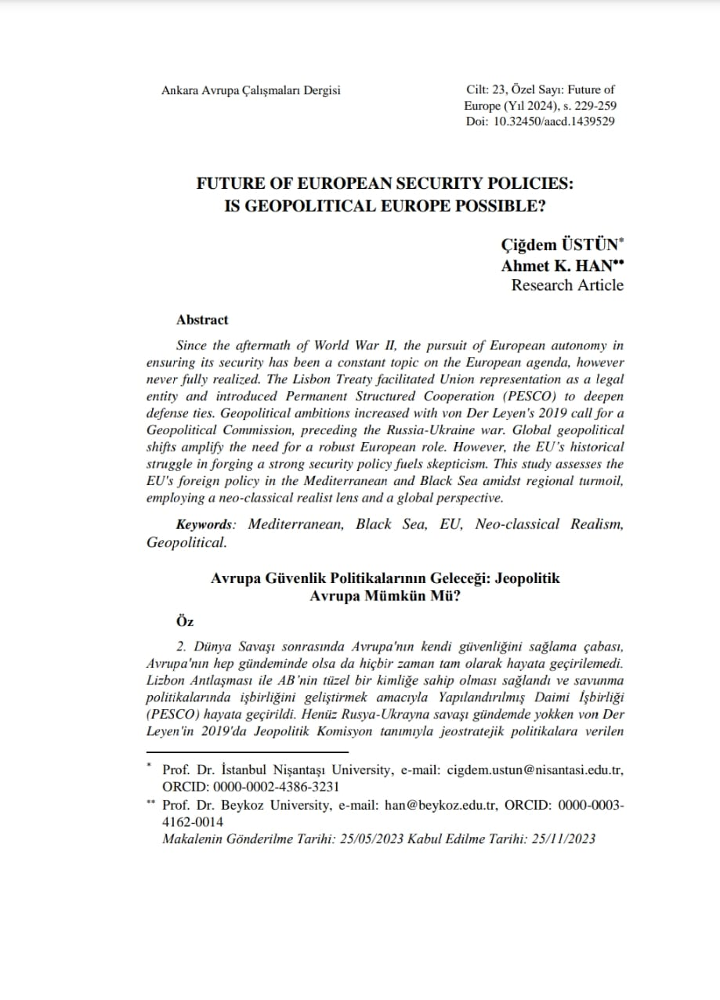 Ankara Avrupa Çalışmaları Dergisi
Cilt: 23, Özel Sayı: Future of
Europe (Yıl 2024), s. 229-259
Doi: 10.32450/aacd.1439529
FUTURE OF EUROPEAN SECURITY POLICIES:
IS GEOPOLITICAL EUROPE POSSIBLE?
Çiğdem ÜSTÜN*
Ahmet K. HAN**
Research Article
Abstract
Since the aftermath of World War II, the pursuit of European autonomy in
ensuring its security has been a constant topic on the European agenda, however
never fully realized. The Lisbon Treaty facilitated Union representation as a legal
entity and introduced Permanent Structured Cooperation (PESCO) to deepen
defense ties. Geopolitical ambitions increased with von Der Leyen's 2019 call for a
Geopolitical Commission, preceding the Russia-Ukraine war. Global geopolitical
shifts amplify the need for a robust European role. However, the EU’s historical
struggle in forging a strong security policy fuels skepticism. This study assesses the
EU's foreign policy in the Mediterranean and Black Sea amidst regional turmoil,
employing a neo-classical realist lens and a global perspective.
Keywords: Mediterranean, Black Sea, EU, Neo-classical Realism,
Geopolitical.
Avrupa Güvenlik Politikalarının Geleceği: Jeopolitik
Avrupa Mümkün Mü?
Öz
2. Dünya Savaşı sonrasında Avrupa'nın kendi güvenliğini sağlama çabası,
Avrupa'nın hep gündeminde olsa da hiçbir zaman tam olarak hayata geçirilemedi.
Lizbon Antlaşması ile AB’nin tüzel bir kimliğe sahip olması sağlandı ve savunma
politikalarında işbirliğini geliştirmek amacıyla Yapılandırılmış Daimi İşbirliği
(PESCO) hayata geçirildi. Henüz Rusya-Ukrayna savaşı gündemde yokken von Der
Leyen'in 2019'da Jeopolitik Komisyon tanımıyla jeostratejik politikalara verilen
* Prof. Dr. İstanbul Nişantaşı University, e-mail: cigdem.ustun@nisantasi.edu.tr,
ORCID: 0000-0002-4386-3231
** Prof. Dr. Beykoz University, e-mail: han@beykoz.edu.tr, ORCID: 0000-0003-
4162-0014
Makalenin Gönderilme Tarihi: 25/05/2023 Kabul Edilme Tarihi: 25/11/2023